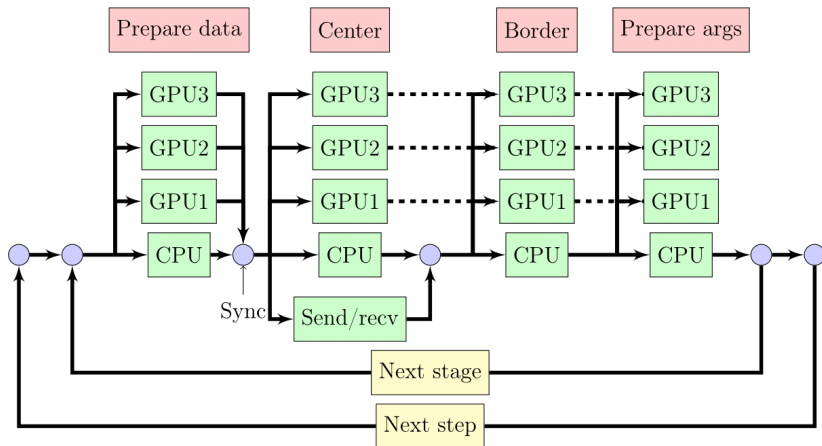 Prepare data
Center
Border
Prepare args
GPU3
GPU3
GPU3
GPU3
GPU2
GPU2
GPU2
GPU2
GPU1
GPU1
GPU1
GPU1
CPU
CPU
CPU
CPU
Sync
Send/recv
Next stage
Next step